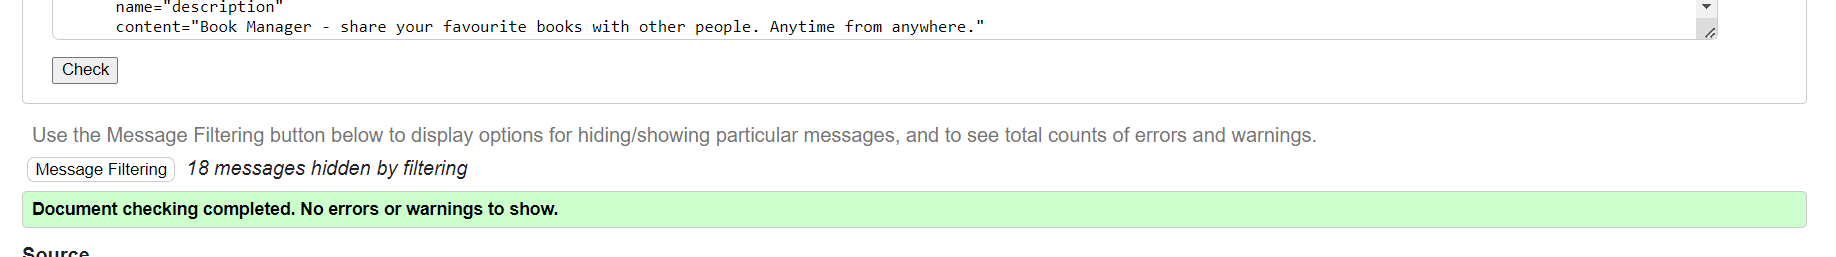 name="description"
content="Book Manager - share your favourite books with other people. Anytime from anywhere."
Check
Use the Message Filtering button below to display options for hiding/showing particular messages, and to see total counts of errors and warnings.
Message Filtering 18 messages hidden by filtering
Document checking completed. No errors or warnings to show.
Source